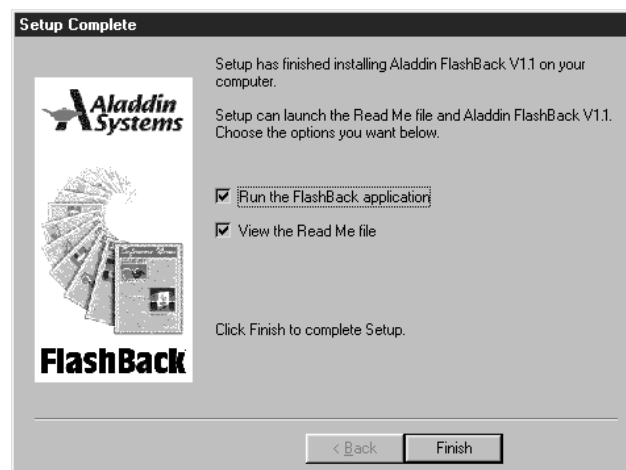 Setup Complete
Setup has finished installing Aladdin FlashBack V1.1 on your
computer.
Setup can launch the Read Me file and Aladdin FlashBack V1.1.
Choose the options you want below.
Aladdin
Systems
Run the FlashBack application
View the Read Me file
Click Finish to complete Setup.
FlashBack
< Back
Finish